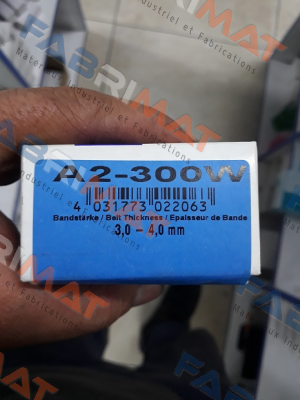 FABRIMAT
Matériel Industriel et Fabrications
A2-300W
4 031773 022063
Bandstärke / Belt Thickness / Epaisseur de Bande
3,0 – 4,0 mm